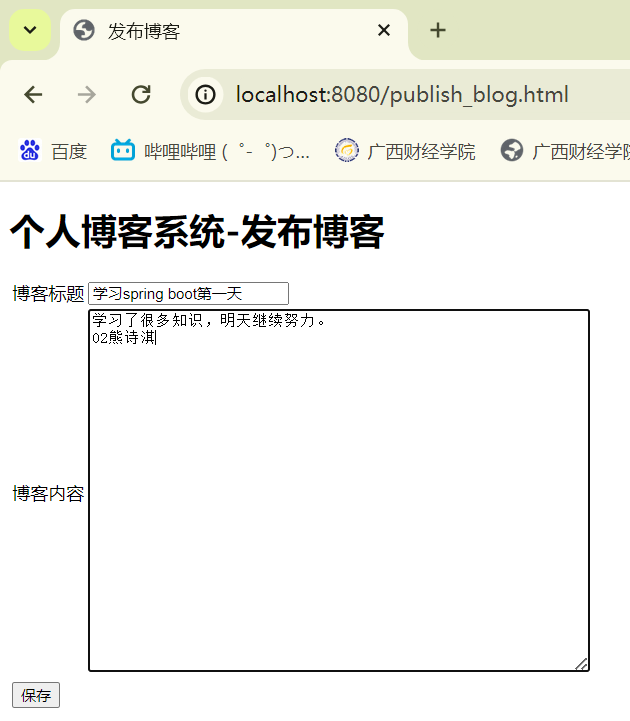 发布博客
localhost:8080/publish_blog.html
百度
哔哩哔哩 (゜-゜)つ...
广西财经学院
广西财经学院
个人博客系统-发布博客
博客标题 学习spring boot第一天
学习了很多知识，明天继续努力。
02熊诗淇
博客内容
保存